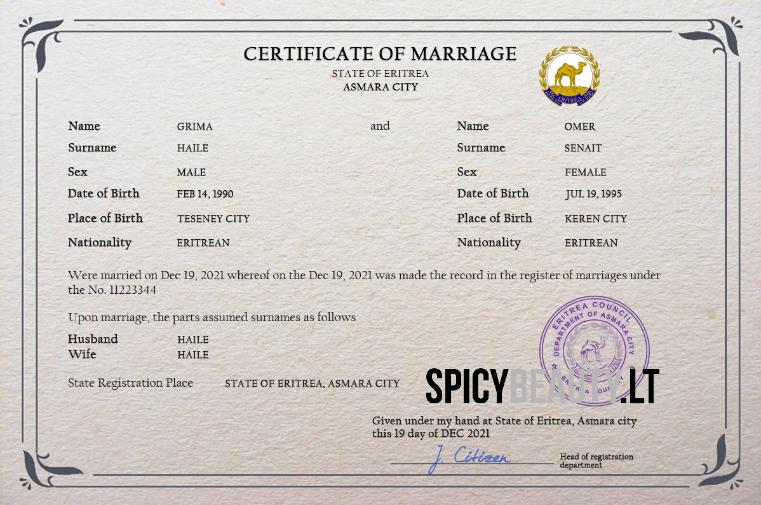 CERTIFICATE OF MARRIAGE
STATE OF ERITREA
ASMARA CITY
Name GRIMA and Name OMER
Surname HAILE Surname SENAIT
Sex MALE Sex FEMALE
Date of Birth FEB 14, 1990 Date of Birth JUL 19, 1995
Place of Birth TESENEY CITY Place of Birth KEREN CITY
Nationality ERITREAN Nationality ERITREAN
Were married on Dec 19, 2021 whereof on the Dec 19, 2021 was made the record in the register of marriages under
the No. 11223344
Upon marriage, the parts assumed surnames as follows
Husband HAILE
Wife HAILE
ERITREA COUNCIL
DEPARTMENT OF ASMARA CITY
State Registration Place STATE OF ERITREA, ASMARA CITY
SPICYBEAUTY.LT
Given under my hand at State of Eritrea, Asmara city
this 19 day of DEC 2021
J. Citizen Head of registration
department